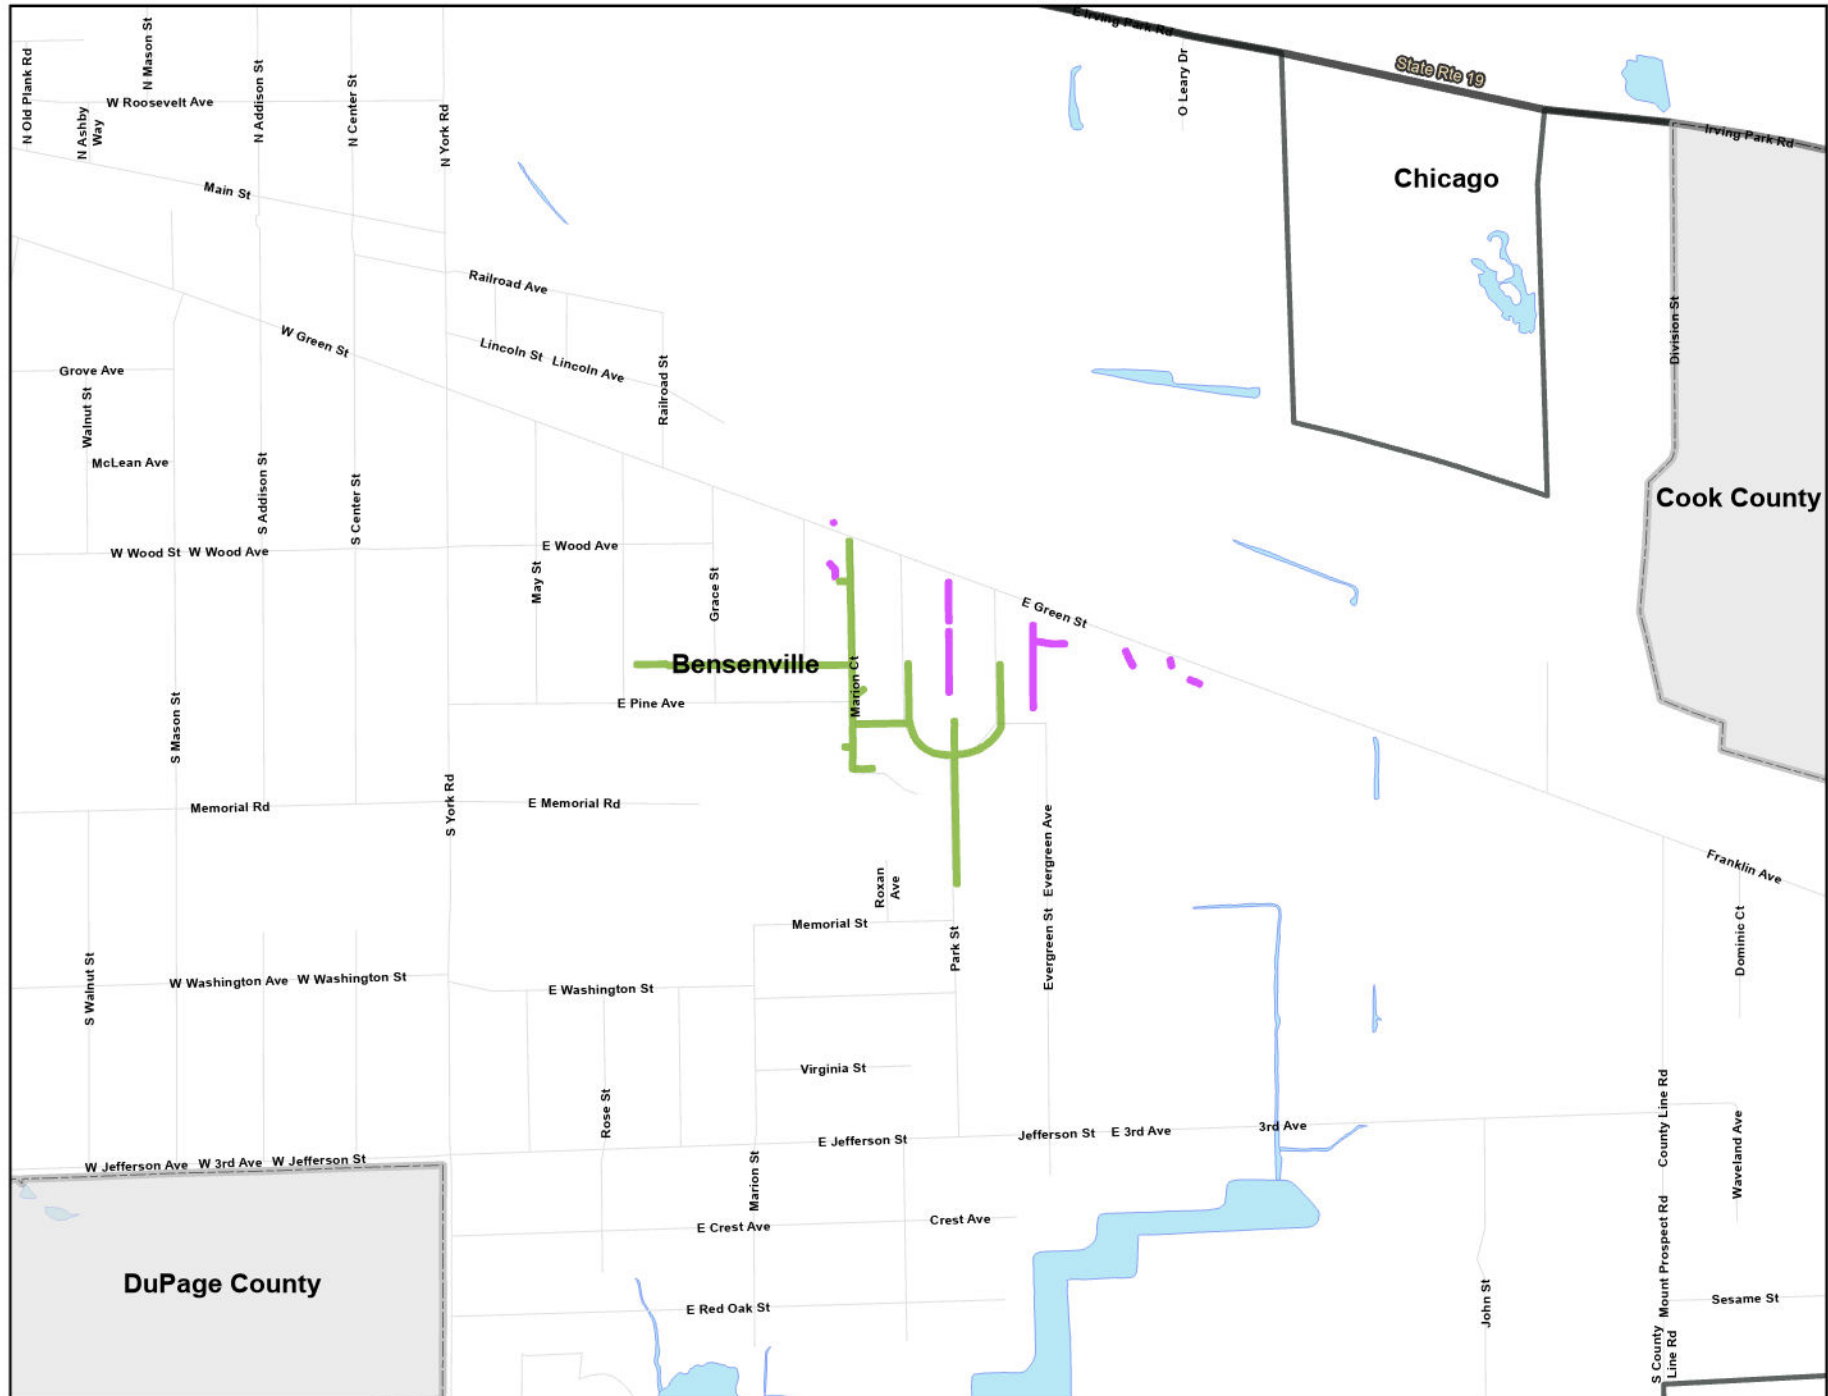 E Irving Park Rd
N Mason St
N Old Plank Rd
N Addison St
N Center St
O Leary Dr
State Rte 19
W Roosevelt Ave
N Ashby
Way
N York Rd
Irving Park Rd
Main St
Chicago
Railroad Ave
Division St
W Green St
Lincoln St
Lincoln Ave
Grove Ave
Railroad St
Walnut St
McLean Ave
S Addison St
S Center St
Cook County
W Wood St
W Wood Ave
E Wood Ave
May St
Grace St
E Green St
Bensenville
Marion Ct
E Pine Ave
S Mason St
Memorial Rd
S York Rd
E Memorial Rd
Evergreen Ave
Franklin Ave
Roxan
Ave
Memorial St
Park St
Evergreen St
Dominic Ct
S Walnut St
W Washington Ave
W Washington St
E Washington St
Virginia St
Rose St
County Line Rd
E Jefferson St
Jefferson St
E 3rd Ave
3rd Ave
Waveland Ave
W Jefferson Ave
W 3rd Ave
W Jefferson St
Marion St
E Crest Ave
Crest Ave
Mount Prospect Rd
DuPage County
E Red Oak St
John St
Sesame St
S County
Line Rd